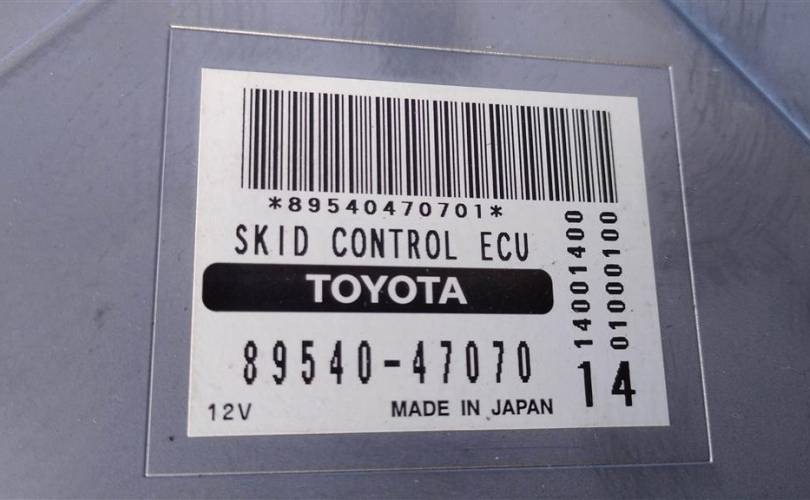 *89540470701*
SKID CONTROL ECU
TOYOTA
89540-47070
12V MADE IN JAPAN
14001400
01000100
14